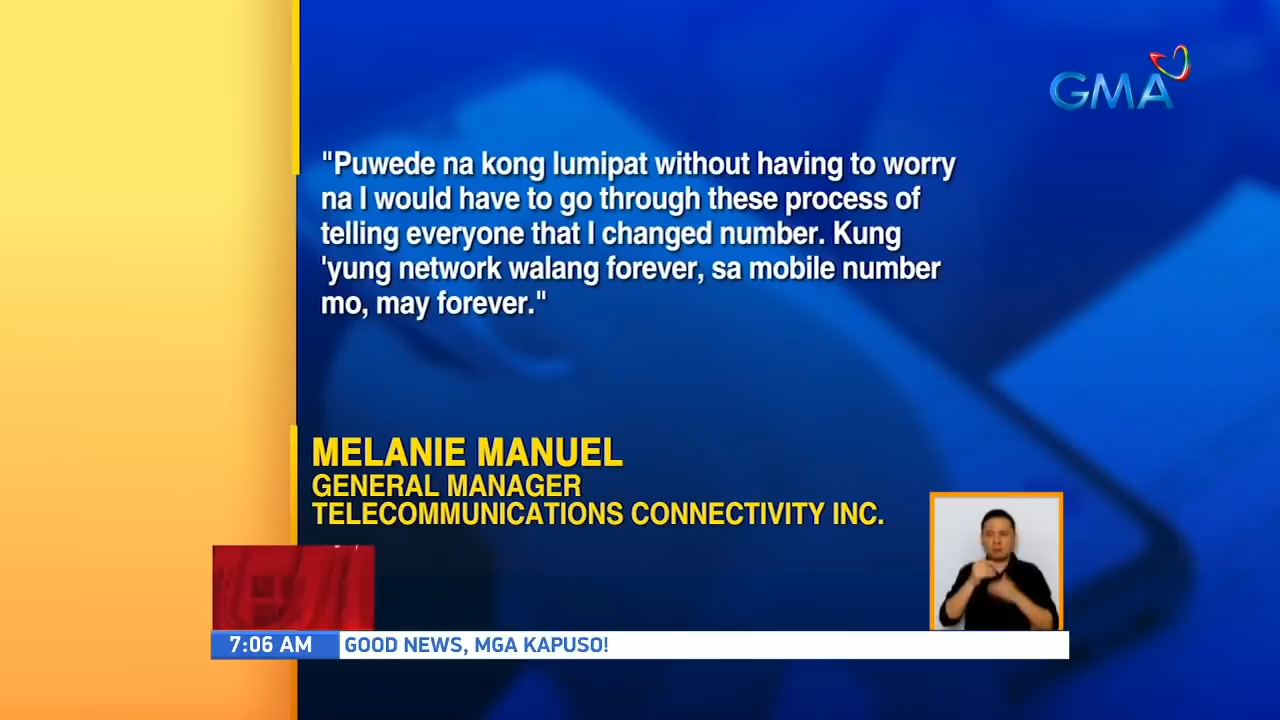 GMA
"Puwede na kong lumipat without having to worry
na I would have to go through these process of
telling everyone that I changed number. Kung
'yung network walang forever, sa mobile number
mo, may forever."
MELANIE MANUEL
GENERAL MANAGER
TELECOMMUNICATIONS CONNECTIVITY INC.
7:06 AM GOOD NEWS, MGA KAPUSO!